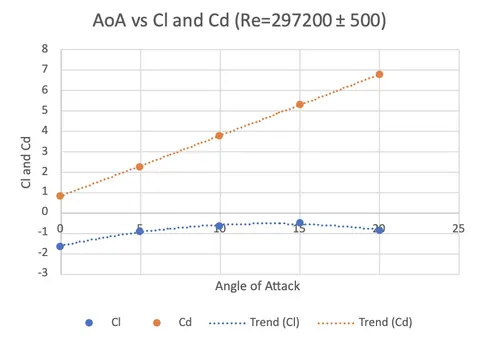 AoA vs Cl and Cd (Re=297200 ± 500)
8
7
6
5
4
3
2
1
0
-1
-2
-3
Cl and Cd
0 5 10 15 20 25
Angle of Attack
Cl Cd Trend (Cl) Trend (Cd)